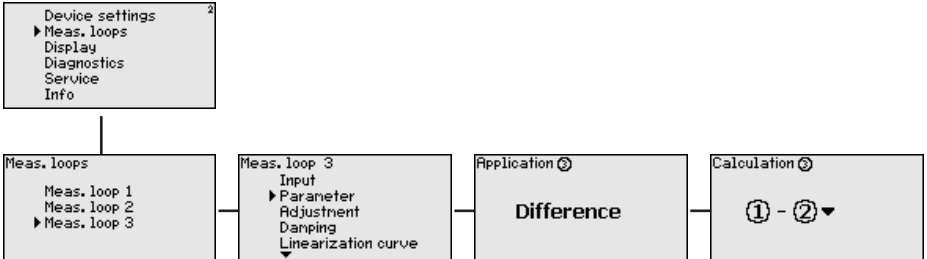 Device settings 2
▶Meas. loops
Display
Diagnostics
Service
Info
Meas. loops
Meas. loop 1
Meas. loop 2
▶Meas. loop 3
Meas. loop 3
Input
▶Parameter
Adjustment
Damping
Linearization curve
▼
Application ③
Difference
Calculation ③
① - ②▼